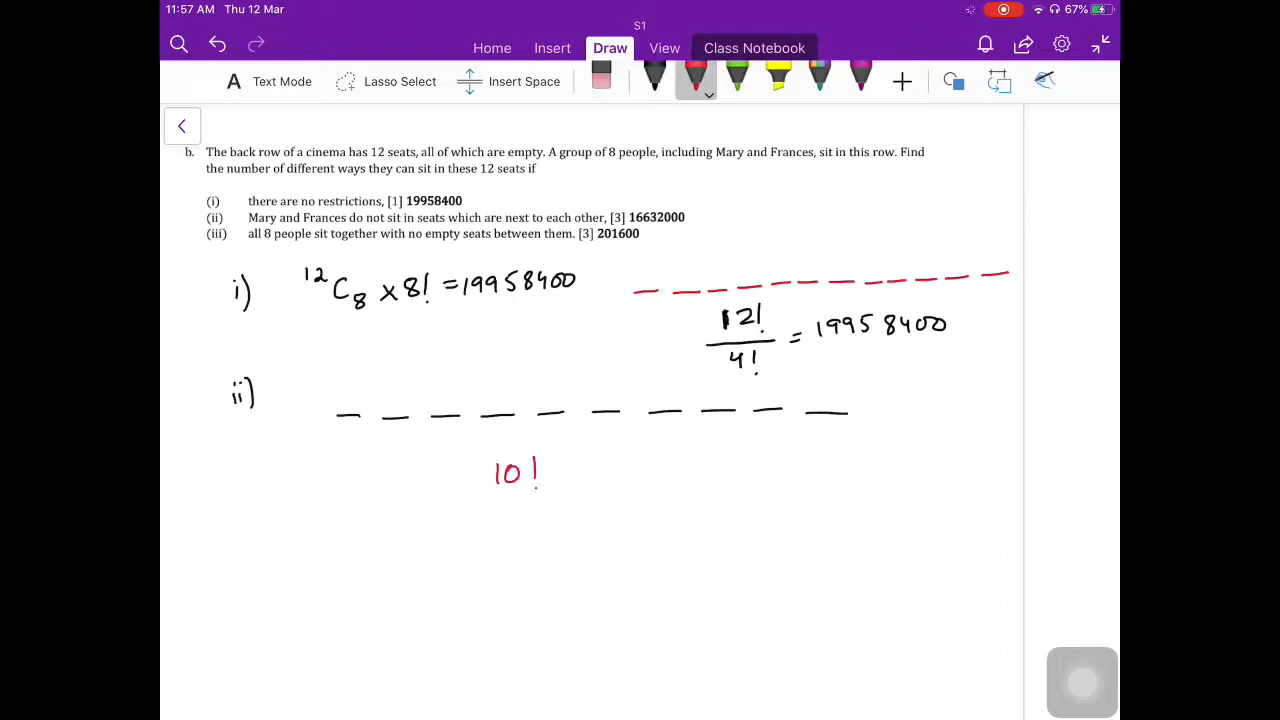 11:57 AM Thu 12 Mar
67%
S1
Home Insert Draw View Class Notebook
A Text Mode Lasso Select Insert Space
b. The back row of a cinema has 12 seats, all of which are empty. A group of 8 people, including Mary and Frances, sit in this row. Find
the number of different ways they can sit in these 12 seats if
(i) there are no restrictions, [1] 19958400
(ii) Mary and Frances do not sit in seats which are next to each other, [3] 16632000
(iii) all 8 people sit together with no empty seats between them. [3] 201600
i) ¹²C₈ × 8! = 19958400
12!/4! = 19958400
ii)
10!